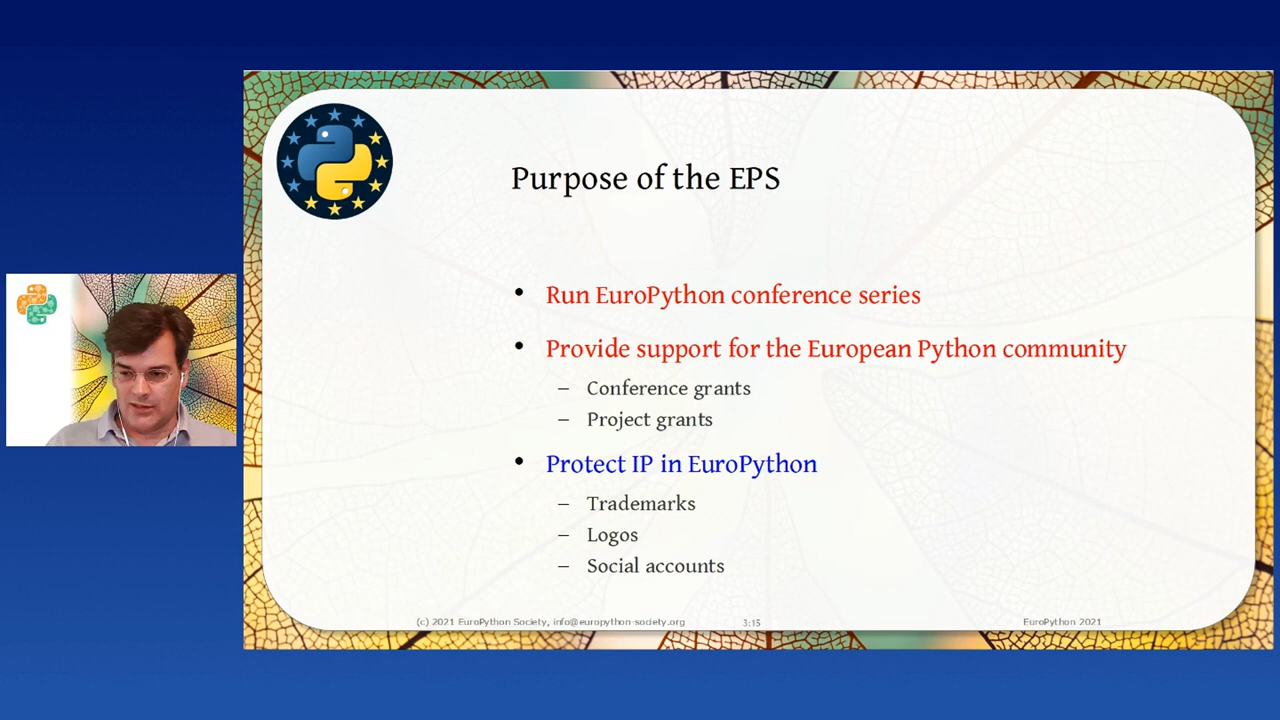 Purpose of the EPS
• Run EuroPython conference series
• Provide support for the European Python community
– Conference grants
– Project grants
• Protect IP in EuroPython
– Trademarks
– Logos
– Social accounts
(c) 2021 EuroPython Society, info@europython-society.org 3:15 EuroPython 2021